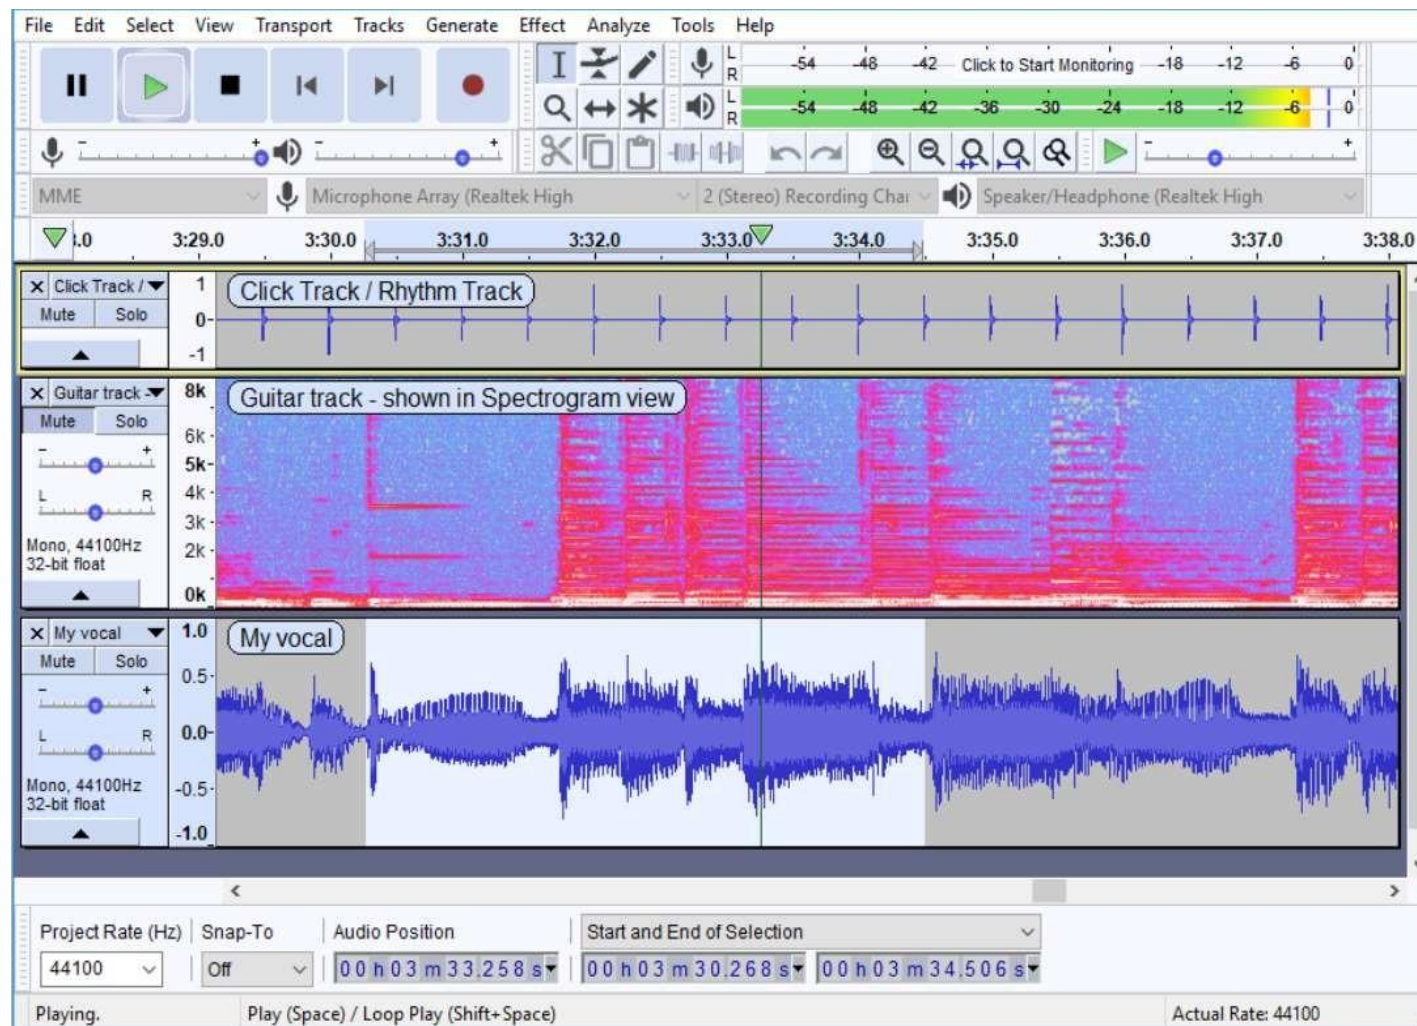 File Edit Select View Transport Tracks Generate Effect Analyze Tools Help
L
R
-54 -48 -42 Click to Start Monitoring -18 -12 -6 0
L
R
-54 -48 -42 -36 -30 -24 -18 -12 -6 0
- +
- +
- +
MME Microphone Array (Realtek High 2 (Stereo) Recording Char Speaker/Headphone (Realtek High
3:29.0 3:30.0 3:31.0 3:32.0 3:33.0 3:34.0 3:35.0 3:36.0 3:37.0 3:38.0
X Click Track /
Mute Solo
1
0-
-1
Click Track / Rhythm Track
X Guitar track -
Mute Solo
- +
L R
Mono, 44100Hz
32-bit float
8k
6k
5k
4k
3k
2k
0k
Guitar track - shown in Spectrogram view
X My vocal
Mute Solo
- +
L R
Mono, 44100Hz
32-bit float
1.0
0.5
0.0
-0.5
-1.0
My vocal
Project Rate (Hz) Snap-To Audio Position Start and End of Selection
44100 Off 00 h 03 m 33.258 s 00 h 03 m 30.268 s 00 h 03 m 34.506 s
Playing. Play (Space) / Loop Play (Shift+Space) Actual Rate: 44100